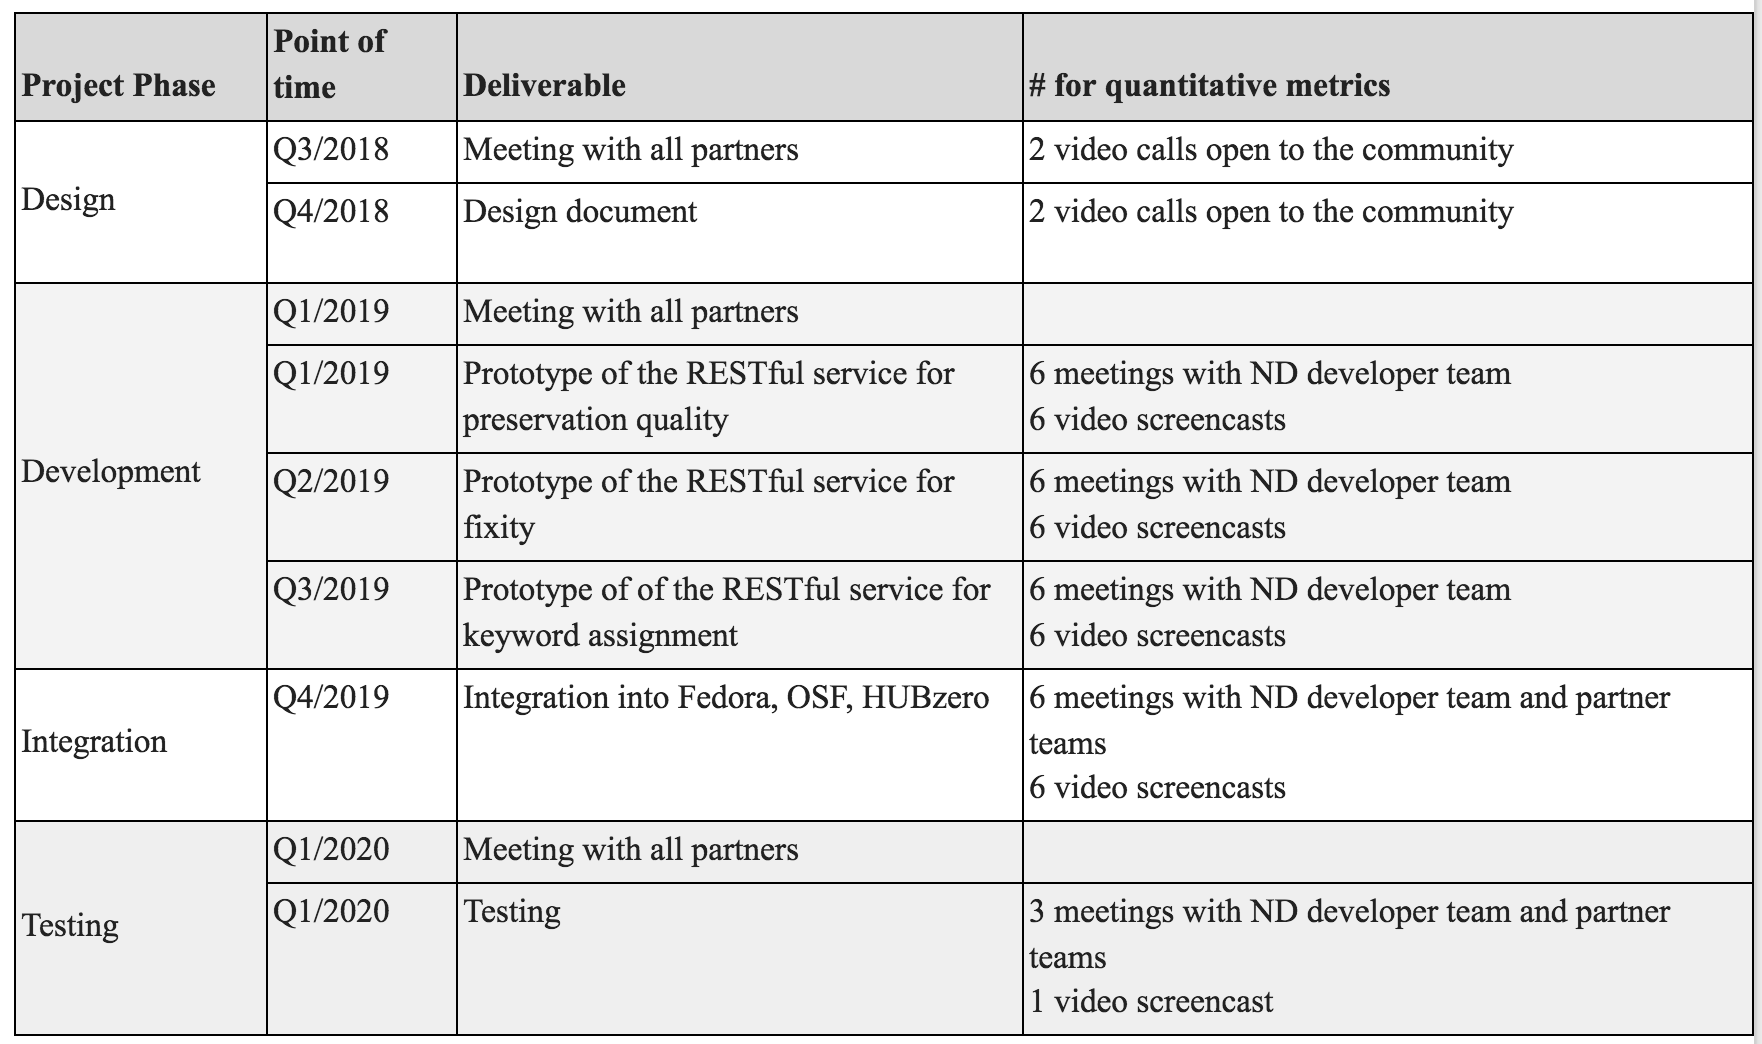 Project Phase
Point of
time
Deliverable
# for quantitative metrics
Design
Q3/2018
Meeting with all partners
2 video calls open to the community
Q4/2018
Design document
2 video calls open to the community
Development
Q1/2019
Meeting with all partners
Q1/2019
Prototype of the RESTful service for
preservation quality
6 meetings with ND developer team
6 video screencasts
Q2/2019
Prototype of the RESTful service for
fixity
6 meetings with ND developer team
6 video screencasts
Q3/2019
Prototype of of the RESTful service for
keyword assignment
6 meetings with ND developer team
6 video screencasts
Integration
Q4/2019
Integration into Fedora, OSF, HUBzero
6 meetings with ND developer team and partner
teams
6 video screencasts
Testing
Q1/2020
Meeting with all partners
Q1/2020
Testing
3 meetings with ND developer team and partner
teams
1 video screencast